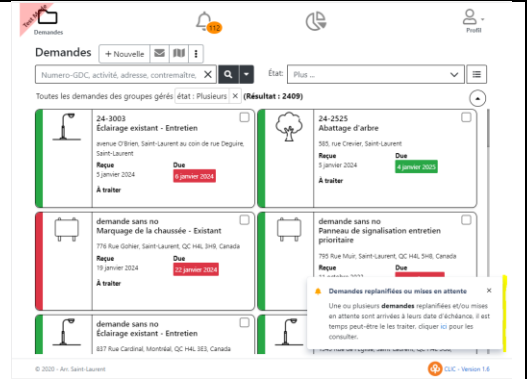 Test Mode
Demandes
112
Profil
Demandes + Nouvelle
Numero-GDC, activité, adresse, contremaître, État: Plus ...
Toutes les demandes des groupes gérés état : Plusieurs × (Résultat : 2409)
24-3003
Éclairage existant - Entretien
avenue O'Brien, Saint-Laurent au coin de rue Deguire,
Saint-Laurent
Reçue Due
5 janvier 2024 6 janvier 2024
À traiter
24-2525
Abattage d'arbre
585, rue Crevier, Saint-Laurent
Reçue Due
5 janvier 2024 4 janvier 2025
À traiter
demande sans no
Marquage de la chaussée - Existant
776 Rue Gohier, Saint-Laurent, QC H4L 3H9, Canada
Reçue Due
19 janvier 2024 22 janvier 2024
À traiter
demande sans no
Panneau de signalisation entretien
prioritaire
795 Rue Muir, Saint-Laurent, QC H4L 5H8, Canada
Reçue Due
demande sans no
Éclairage existant - Entretien
837 Rue Cardinal, Montréal, QC H4L 3E3, Canada
Demandes replanifiées ou mises en attente ×
Une ou plusieurs demandes replanifiées et/ou mises
en attente sont arrivées à leurs date d'échéance, il est
temps peut-être le les traiter, cliquer ici pour les
consulter.
© 2020 - Arr. Saint-Laurent
CLIC - Version 1.6